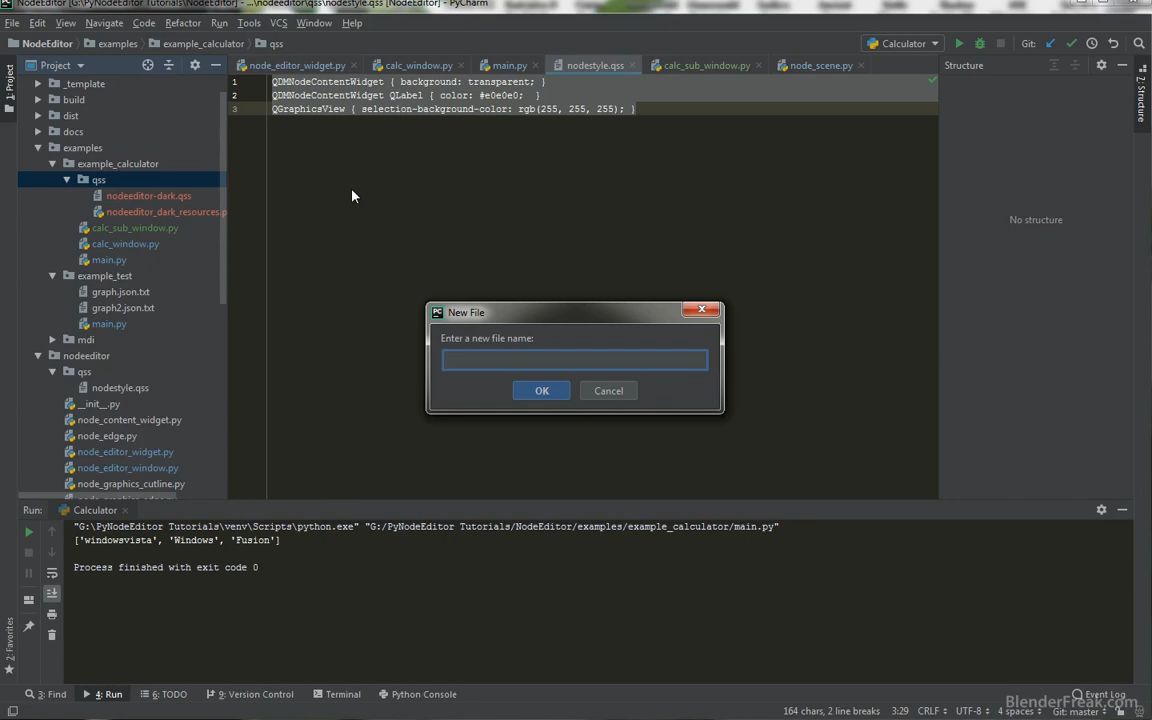 NodeEditor [G:\PyNodeEditor Tutorials\NodeEditor] - ...\nodeeditor\qss\nodestyle.qss [NodeEditor] - PyCharm
File Edit View Navigate Code Refactor Run Tools VCS Window Help
NodeEditor examples example_calculator qss Calculator Git:
Project node_editor_widget.py calc_window.py main.py nodestyle.qss calc_sub_window.py node_scene.py Structure
1: Project
Z: Structure
_template
build
dist
docs
examples
example_calculator
qss
nodeeditor-dark.qss
nodeeditor_dark_resources.p
calc_sub_window.py
calc_window.py
main.py
example_test
graph.json.txt
graph2.json.txt
main.py
mdi
nodeeditor
qss
nodestyle.qss
__init__.py
node_content_widget.py
node_edge.py
node_editor_widget.py
node_editor_window.py
node_graphics_cutline.py
1 QDMNodeContentWidget { background: transparent; }
2 QDMNodeContentWidget QLabel { color: #e0e0e0; }
3 QGraphicsView { selection-background-color: rgb(255, 255, 255); }
No structure
New File
Enter a new file name:
OK Cancel
Run: Calculator
"G:\PyNodeEditor Tutorials\venv\Scripts\python.exe" "G:/PyNodeEditor Tutorials/NodeEditor/examples/example_calculator/main.py"
['windowsvista', 'Windows', 'Fusion']
Process finished with exit code 0
2: Favorites
3: Find 4: Run 6: TODO 9: Version Control Terminal Python Console Event Log
164 chars, 2 line breaks 3:29 CRLF UTF-8 4 spaces Git: master
BlenderFreak.com